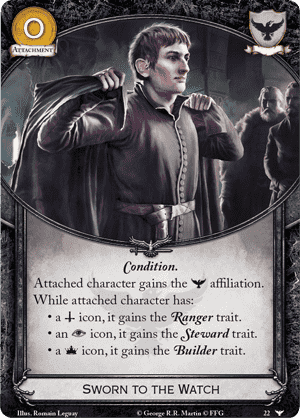 0
ATTACHMENT
Condition.
Attached character gains the affiliation.
While attached character has:
• a icon, it gains the Ranger trait.
• an icon, it gains the Steward trait.
• a icon, it gains the Builder trait.
SWORN TO THE WATCH
Illus. Romain Leguay © George R.R. Martin © FFG 22